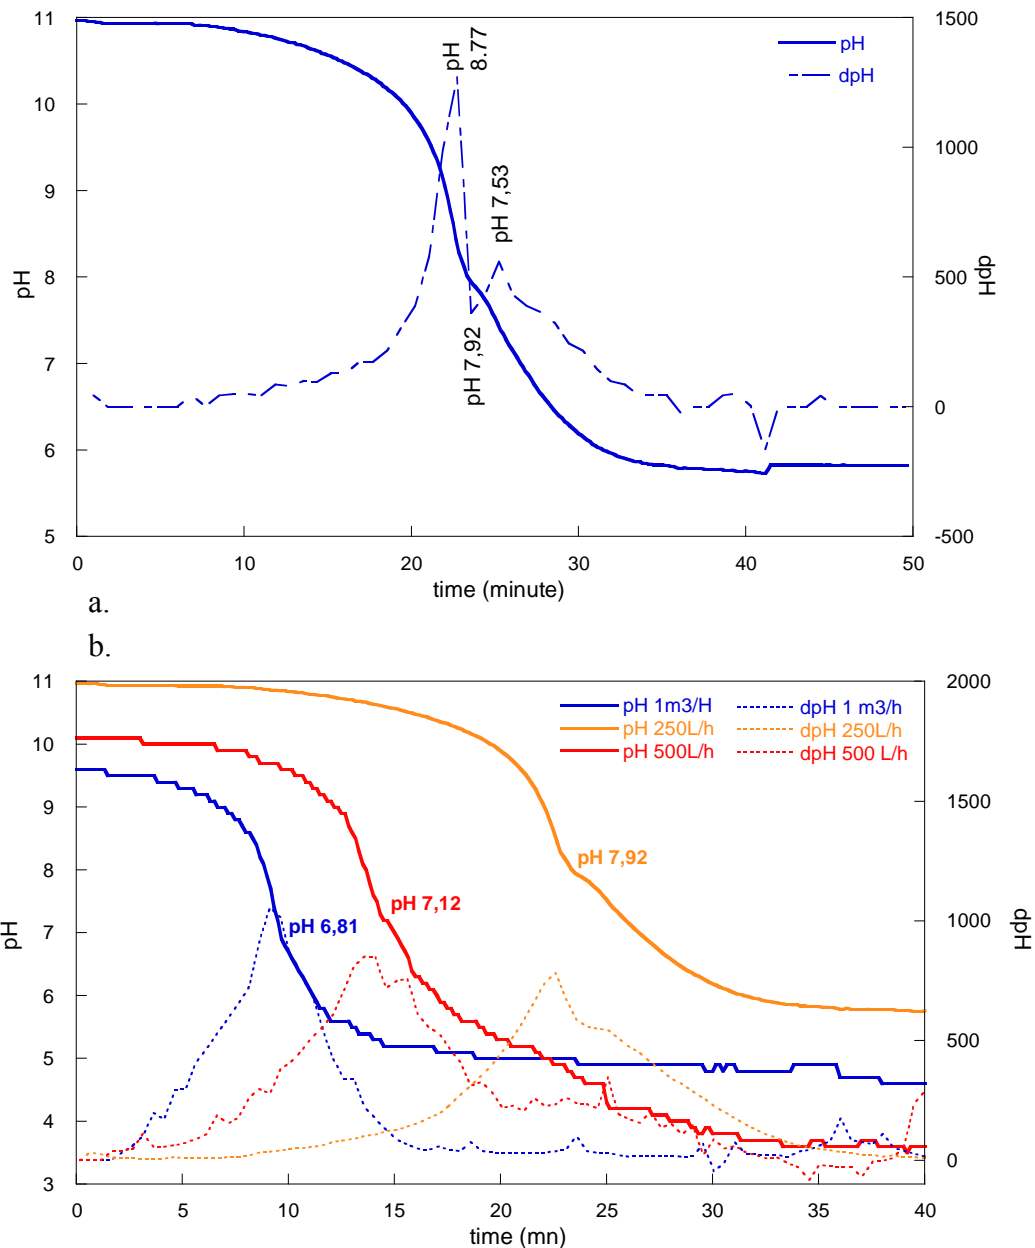 11
10
9
8
7
6
5
pH
1500
1000
500
0
-500
dpH
pH
dpH
pH
8.77
pH 7,92
pH 7,53
0
10
20
30
40
50
time (minute)
a.
b.
11
10
9
8
7
6
5
4
3
pH
2000
1500
1000
500
0
dpH
pH 1m3/H
pH 250L/h
pH 500L/h
dpH 1 m3/h
dpH 250L/h
dpH 500 L/h
pH 7,92
pH 7,12
pH 6,81
0
5
10
15
20
25
30
35
40
time (mn)